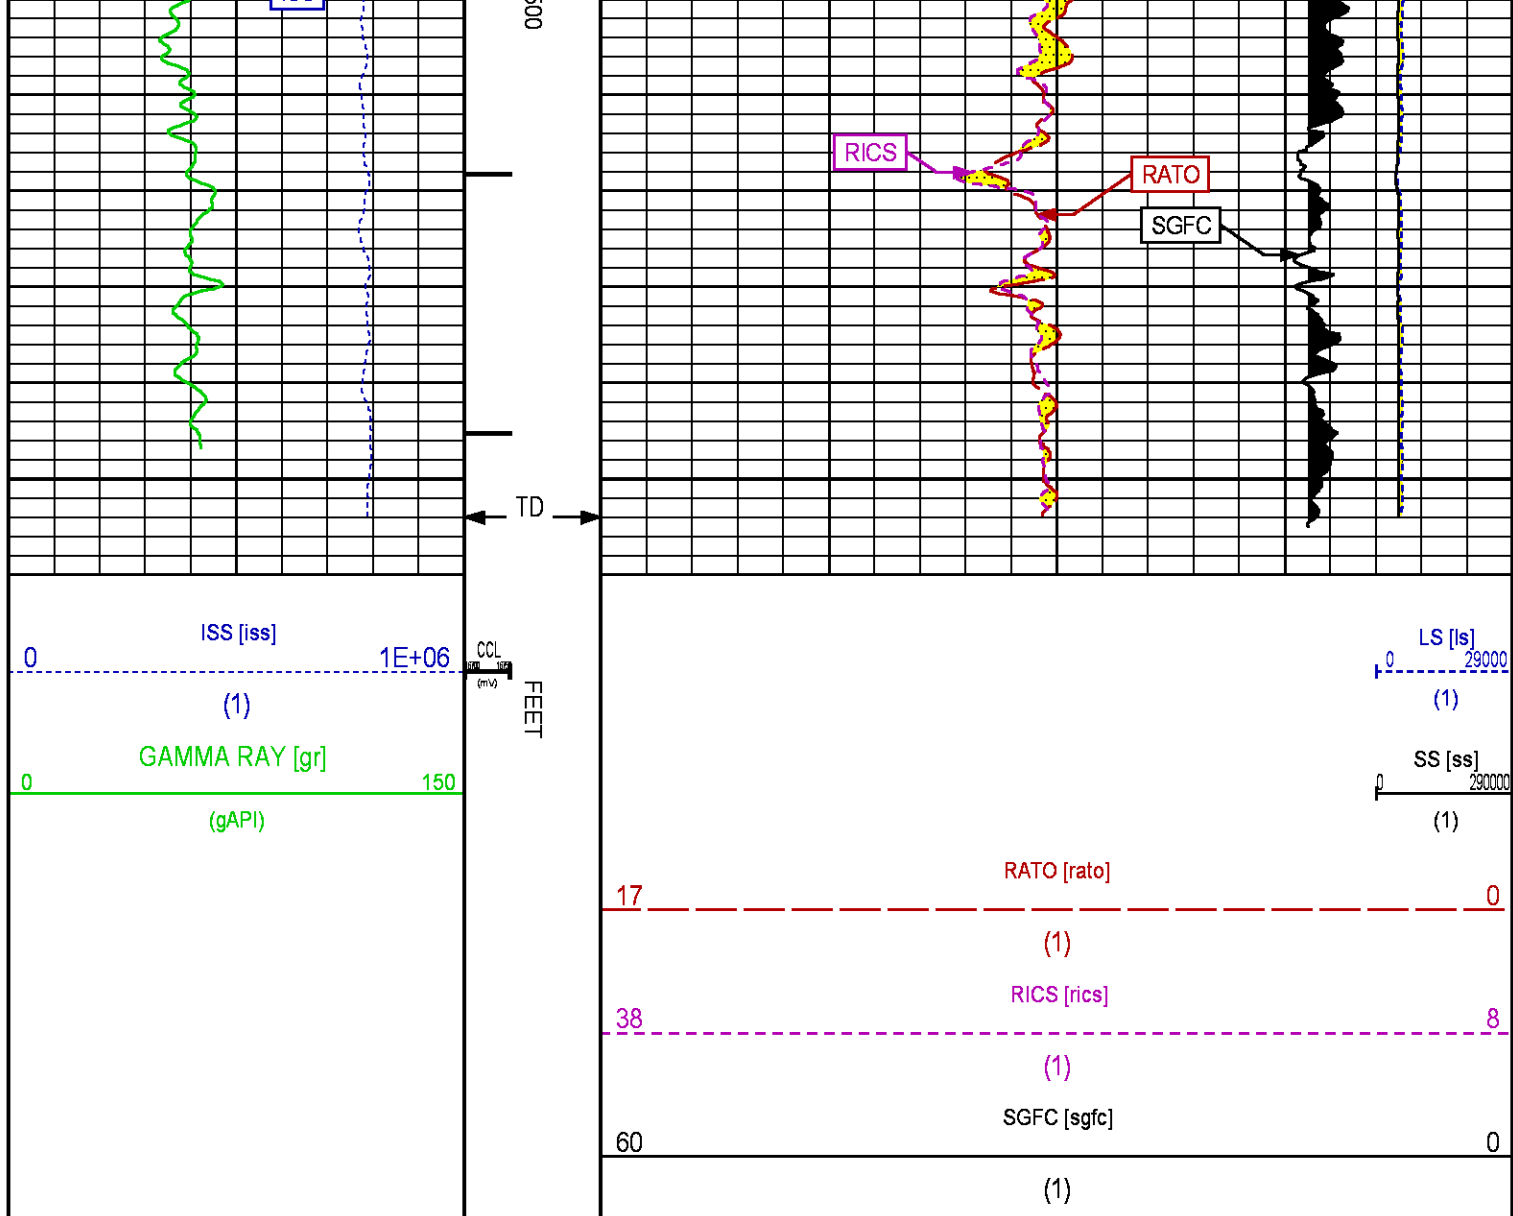 RICS
RATO
SGFC
TD
ISS [iss]
0 1E+06
(1)
GAMMA RAY [gr]
0 150
(gAPI)
CCL
(mV)
FEET
LS [ls]
0 29000
(1)
SS [ss]
0 290000
(1)
RATO [rato]
17 0
(1)
RICS [rics]
38 8
(1)
SGFC [sgfc]
60 0
(1)